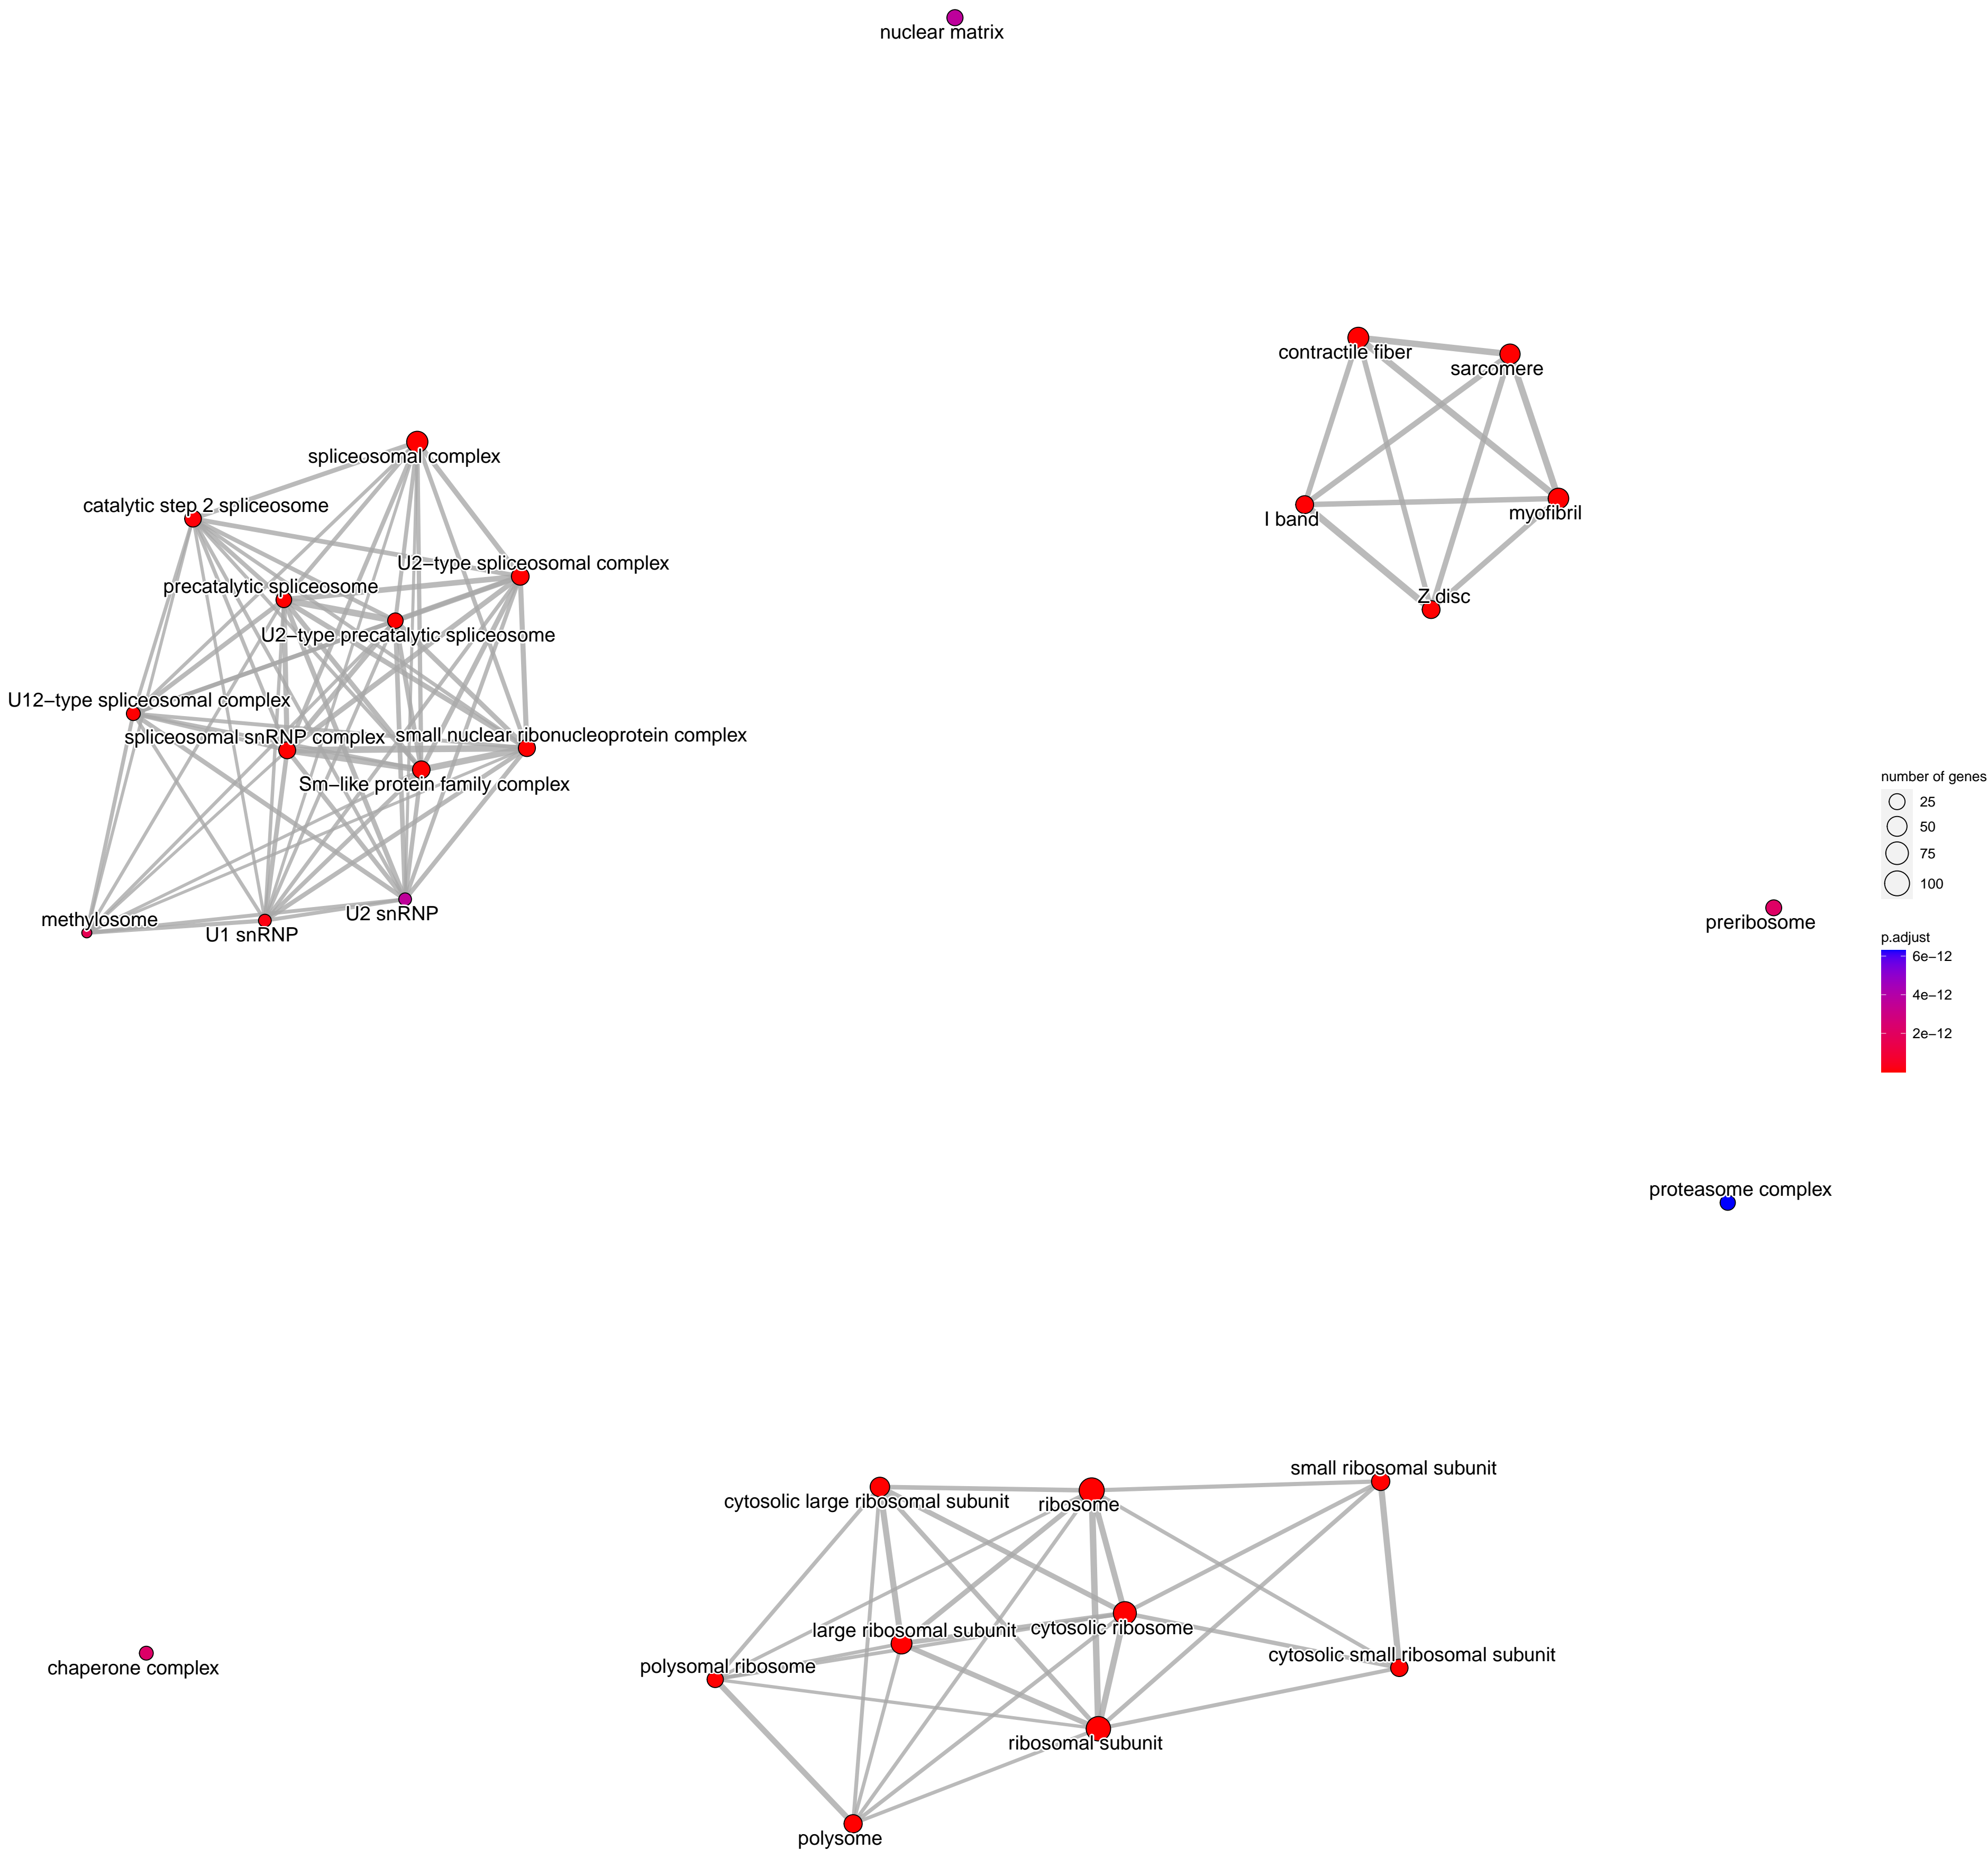 nuclear matrix
contractile fiber
sarcomere
spliceosomal complex
catalytic step 2 spliceosome
I band
myofibril
U2−type spliceosomal complex
precatalytic spliceosome
Z disc
U2−type precatalytic spliceosome
U12−type spliceosomal complex
spliceosomal snRNP complex
small nuclear ribonucleoprotein complex
Sm−like protein family complex
number of genes
25
50
75
100
methylosome
U1 snRNP
U2 snRNP
preribosome
p.adjust
6e−12
4e−12
2e−12
proteasome complex
small ribosomal subunit
cytosolic large ribosomal subunit
ribosome
large ribosomal subunit
cytosolic ribosome
cytosolic small ribosomal subunit
polysomal ribosome
chaperone complex
ribosomal subunit
polysome